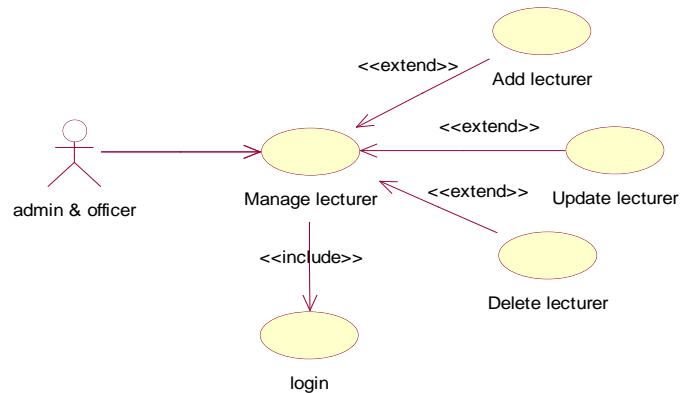 <<extend>>
Add lecturer
<<extend>>
Manage lecturer
Update lecturer
<<extend>>
admin & officer
<<include>>
Delete lecturer
login